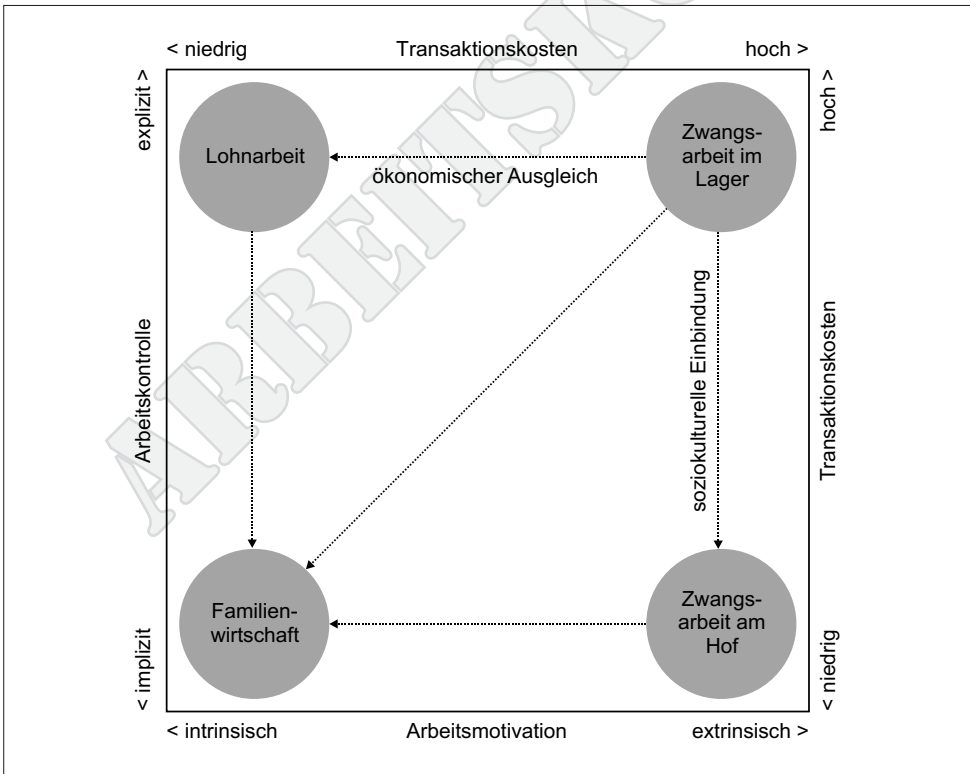 < niedrig Transaktionskosten hoch >
explizit >
Arbeitskontrolle
< implizit
hoch >
Transaktionskosten
< niedrig
Lohnarbeit
Zwangs-
arbeit im
Lager
ökonomischer Ausgleich
soziokulturelle Einbindung
Familien-
wirtschaft
Zwangs-
arbeit am
Hof
< intrinsisch Arbeitsmotivation extrinsisch >